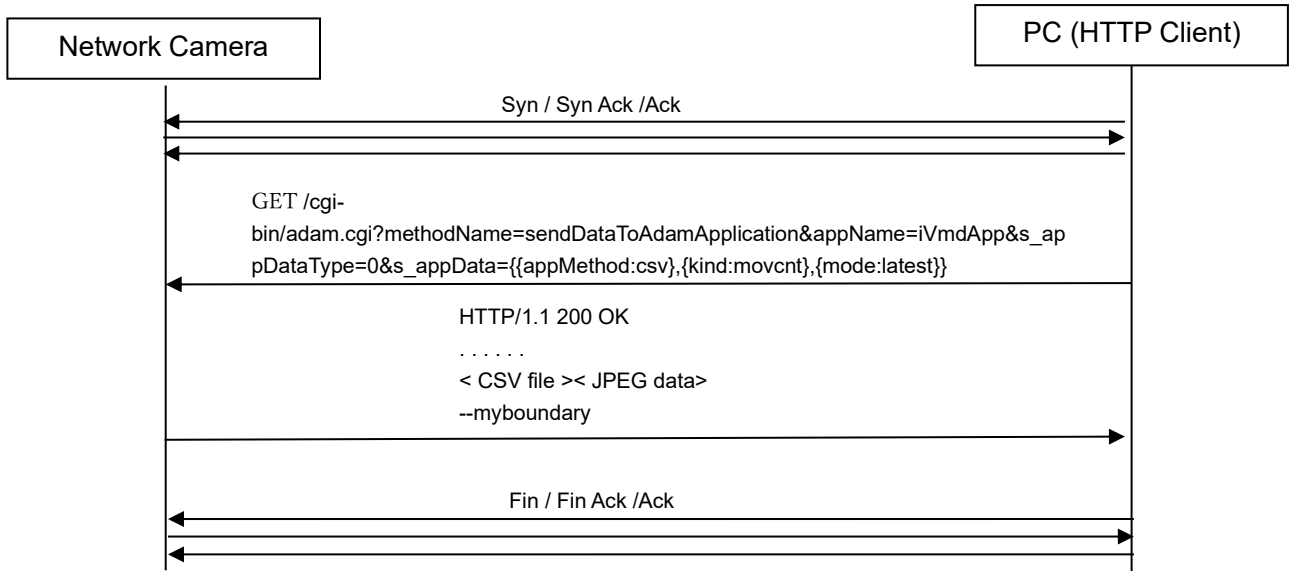 Network Camera
PC (HTTP Client)
Syn / Syn Ack /Ack
GET /cgi-
bin/adam.cgi?methodName=sendDataToAdamApplication&appName=iVmdApp&s_ap
pDataType=0&s_appData={{appMethod:csv},{kind:movcnt},{mode:latest}}
HTTP/1.1 200 OK
. . . . . .
< CSV file >< JPEG data>
--myboundary
Fin / Fin Ack /Ack